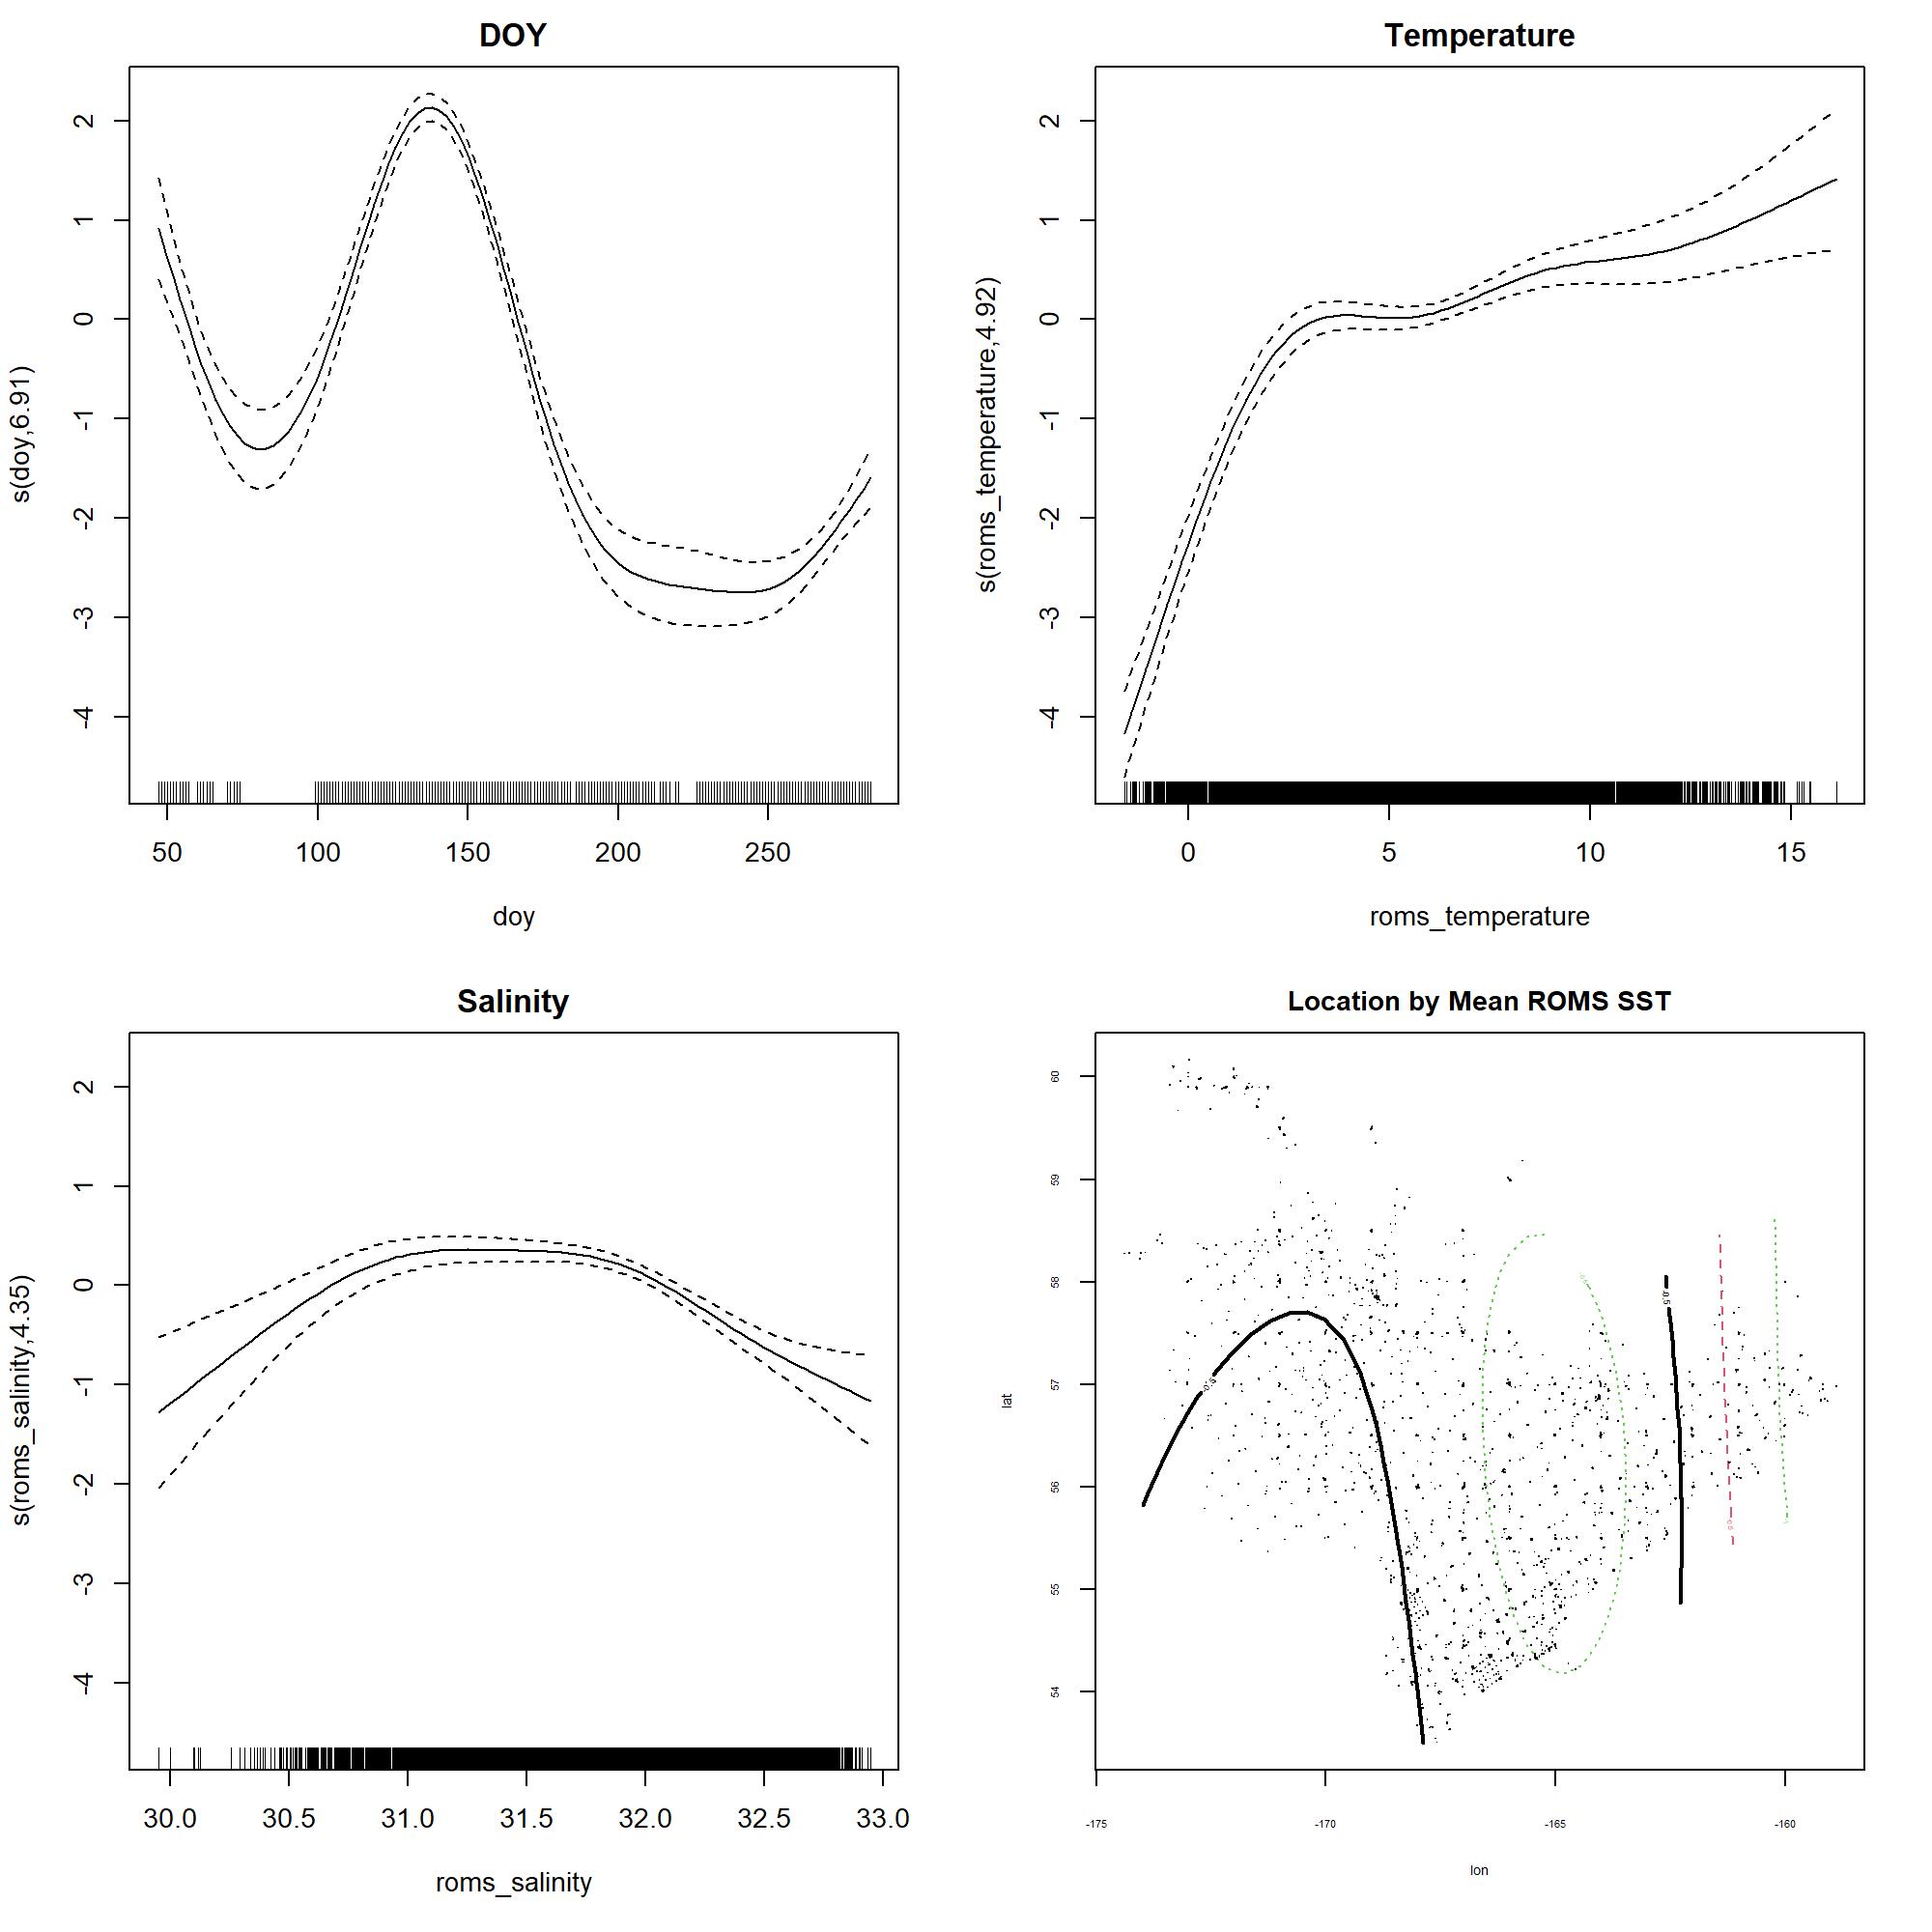 DOY
s(doy,6.91)
2
1
0
-1
-2
-3
-4
50 100 150 200 250
doy
Temperature
s(roms_temperature,4.92)
2
1
0
-1
-2
-3
-4
0 5 10 15
roms_temperature
Salinity
s(roms_salinity,4.35)
2
1
0
-1
-2
-3
-4
30.0 30.5 31.0 31.5 32.0 32.5 33.0
roms_salinity
Location by Mean ROMS SST
lat
60
59
58
57
56
55
54
-0.5
-0.5
-175 -170 -165 -160
lon